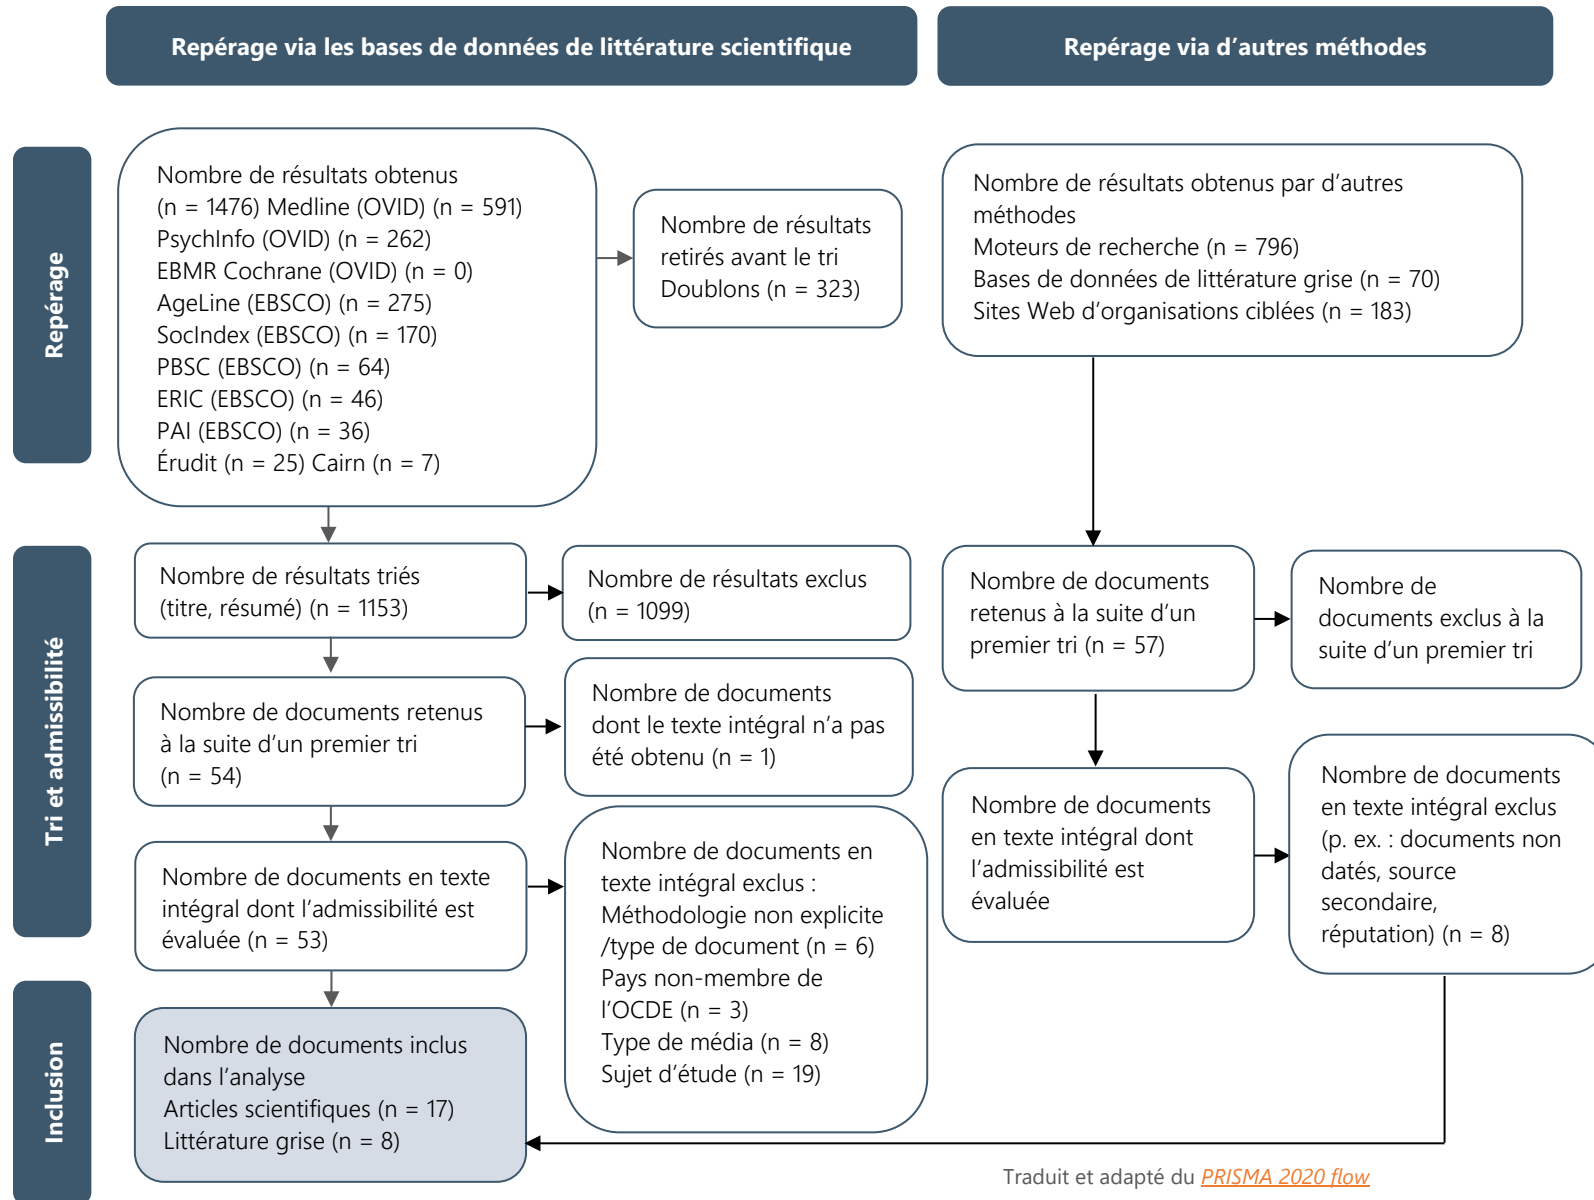 Repérage via les bases de données de littérature scientifique
Repérage via d'autres méthodes
Repérage
Nombre de résultats obtenus
(n = 1476) Medline (OVID) (n = 591)
PsychInfo (OVID) (n = 262)
EBMR Cochrane (OVID) (n = 0)
AgeLine (EBSCO) (n = 275)
SocIndex (EBSCO) (n = 170)
PBSC (EBSCO) (n = 64)
ERIC (EBSCO) (n = 46)
PAI (EBSCO) (n = 36)
Érudit (n = 25) Cairn (n = 7)
Nombre de résultats
retirés avant le tri
Doublons (n = 323)
Nombre de résultats obtenus par d'autres
méthodes
Moteurs de recherche (n = 796)
Bases de données de littérature grise (n = 70)
Sites Web d'organisations ciblées (n = 183)
Tri et admissibilité
Nombre de résultats triés
(titre, résumé) (n = 1153)
Nombre de résultats exclus
(n = 1099)
Nombre de documents
retenus à la suite d'un
premier tri (n = 57)
Nombre de
documents exclus à la
suite d'un premier tri
Nombre de documents retenus
à la suite d'un premier tri
(n = 54)
Nombre de documents
dont le texte intégral n'a pas
été obtenu (n = 1)
Nombre de documents
en texte intégral dont
l'admissibilité est
évaluée
Nombre de documents
en texte intégral exclus
(p. ex. : documents non
datés, source
secondaire,
réputation) (n = 8)
Nombre de documents en texte
intégral dont l'admissibilité est
évaluée (n = 53)
Nombre de documents en
texte intégral exclus :
Méthodologie non explicite
/type de document (n = 6)
Pays non-membre de
l'OCDE (n = 3)
Type de média (n = 8)
Sujet d'étude (n = 19)
Inclusion
Nombre de documents inclus
dans l'analyse
Articles scientifiques (n = 17)
Littérature grise (n = 8)
Traduit et adapté du PRISMA 2020 flow